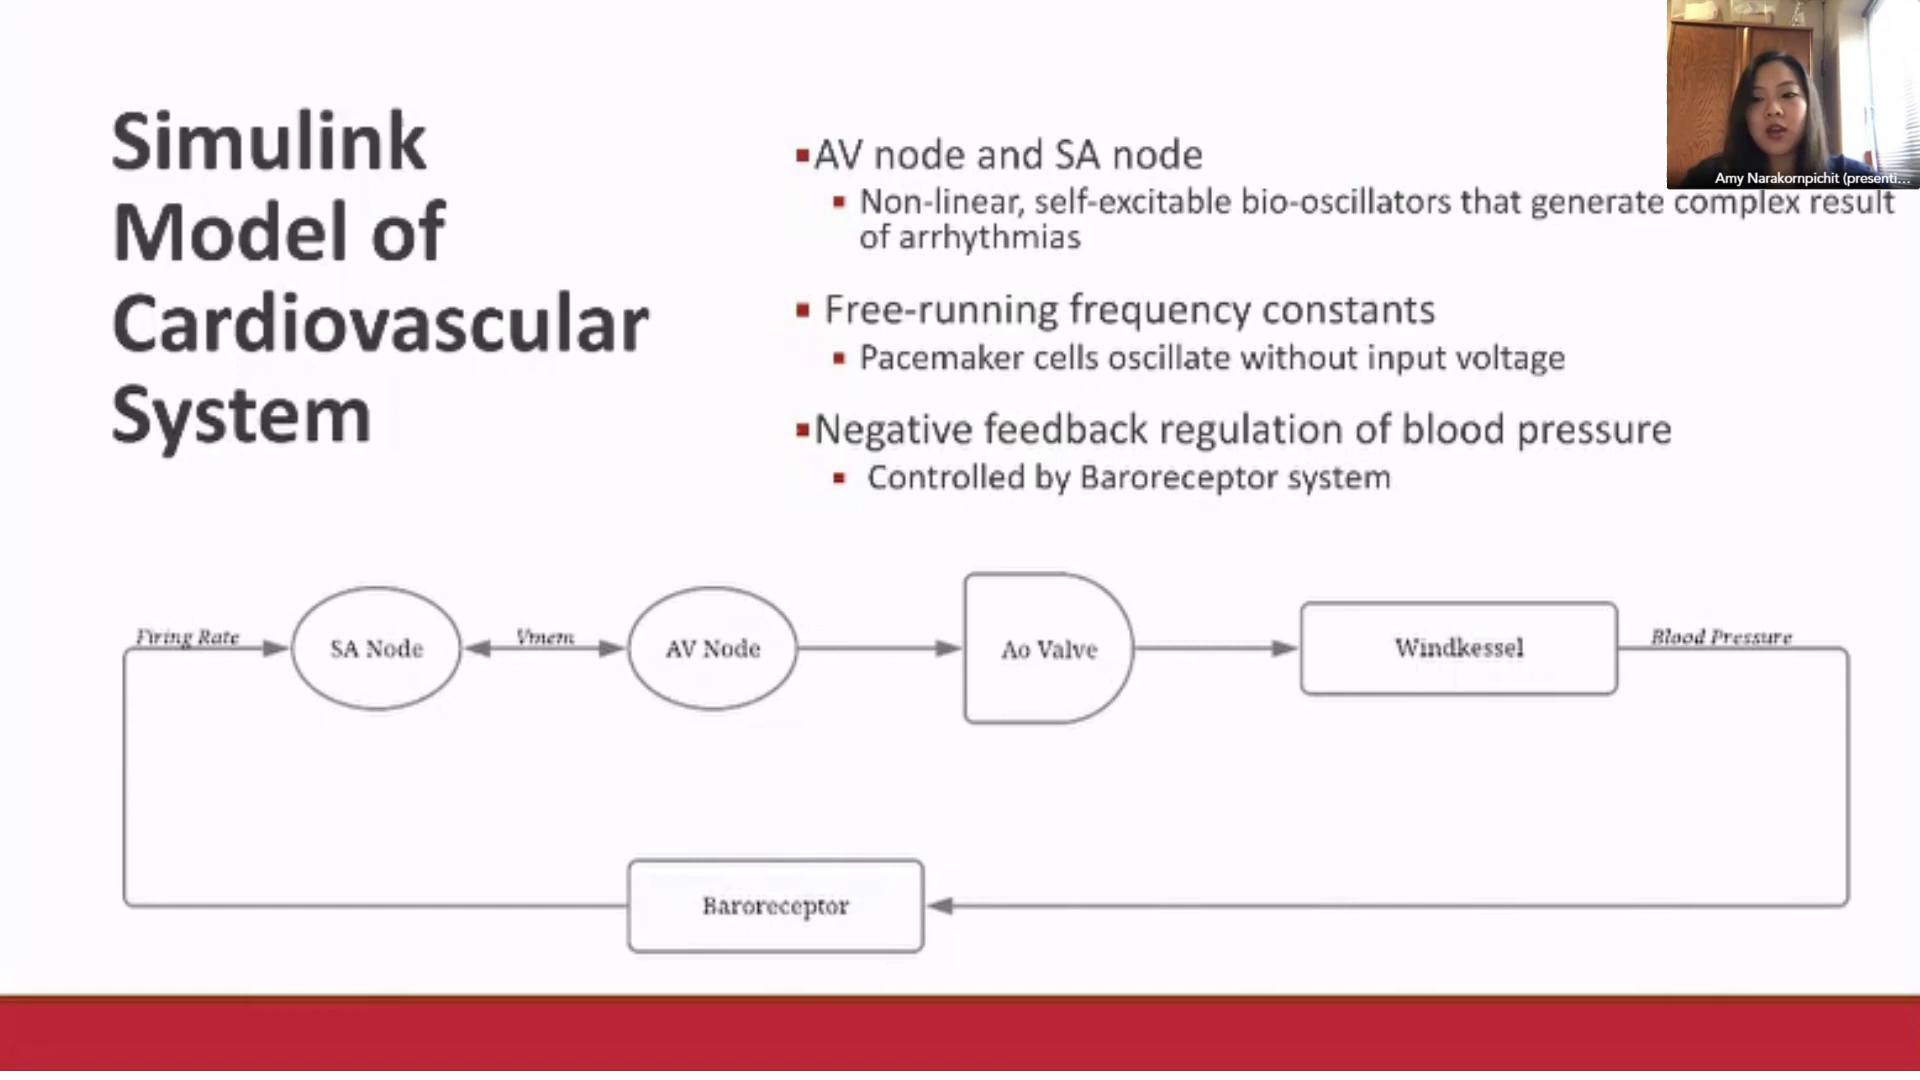 Simulink
Model of
Cardiovascular
System
AV node and SA node
Non-linear, self-excitable bio-oscillators that generate complex result
of arrhythmias
Free-running frequency constants
Pacemaker cells oscillate without input voltage
Negative feedback regulation of blood pressure
Controlled by Baroreceptor system
Amy Narakornpichit (presenti...
Firing Rate
SA Node
Vmem
AV Node
Ao Valve
Windkessel
Blood Pressure
Baroreceptor